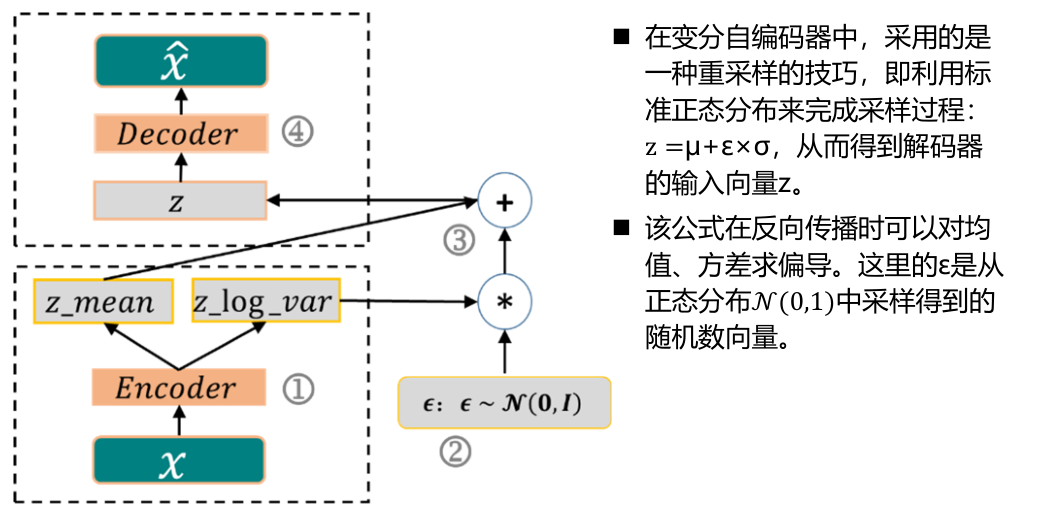 x̂
Decoder
④
z
+
③
z_mean
z_log_var
*
Encoder
①
ϵ: ϵ ~ 𝒩(0, I)
②
x
■ 在变分自编码器中，采用的是
一种重采样的技巧，即利用标
准正态分布来完成采样过程：
z =μ+ε×σ，从而得到解码器
的输入向量z。
■ 该公式在反向传播时可以对均
值、方差求偏导。这里的ε是从
正态分布𝒩(0,1)中采样得到的
随机数向量。